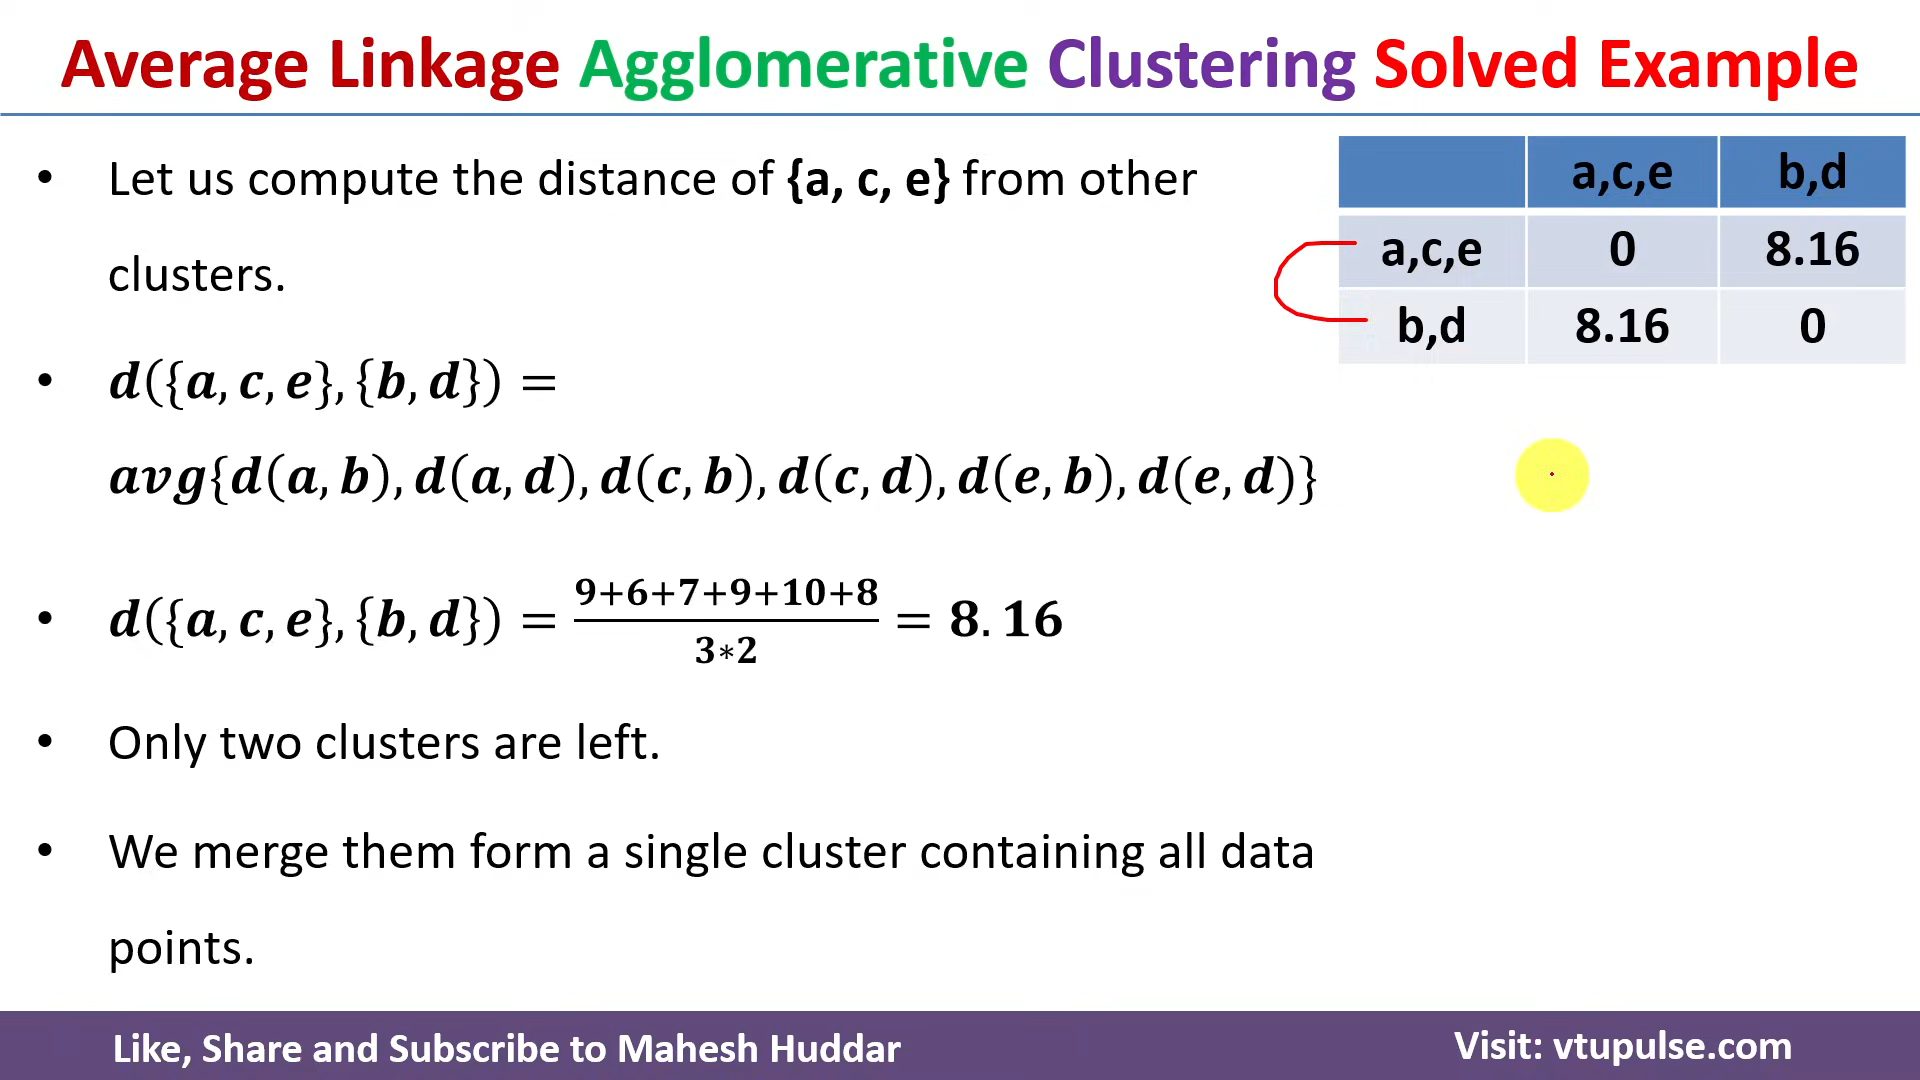 Average Linkage Agglomerative Clustering Solved Example
• Let us compute the distance of {a, c, e} from other
clusters.
• d({a, c, e}, {b, d}) =
avg{d(a, b), d(a, d), d(c, b), d(c, d), d(e, b), d(e, d)}
• d({a, c, e}, {b, d}) = 9+6+7+9+10+8 / 3*2 = 8.16
• Only two clusters are left.
• We merge them form a single cluster containing all data
points.
a,c,e b,d
a,c,e 0 8.16
b,d 8.16 0
Like, Share and Subscribe to Mahesh Huddar
Visit: vtupulse.com